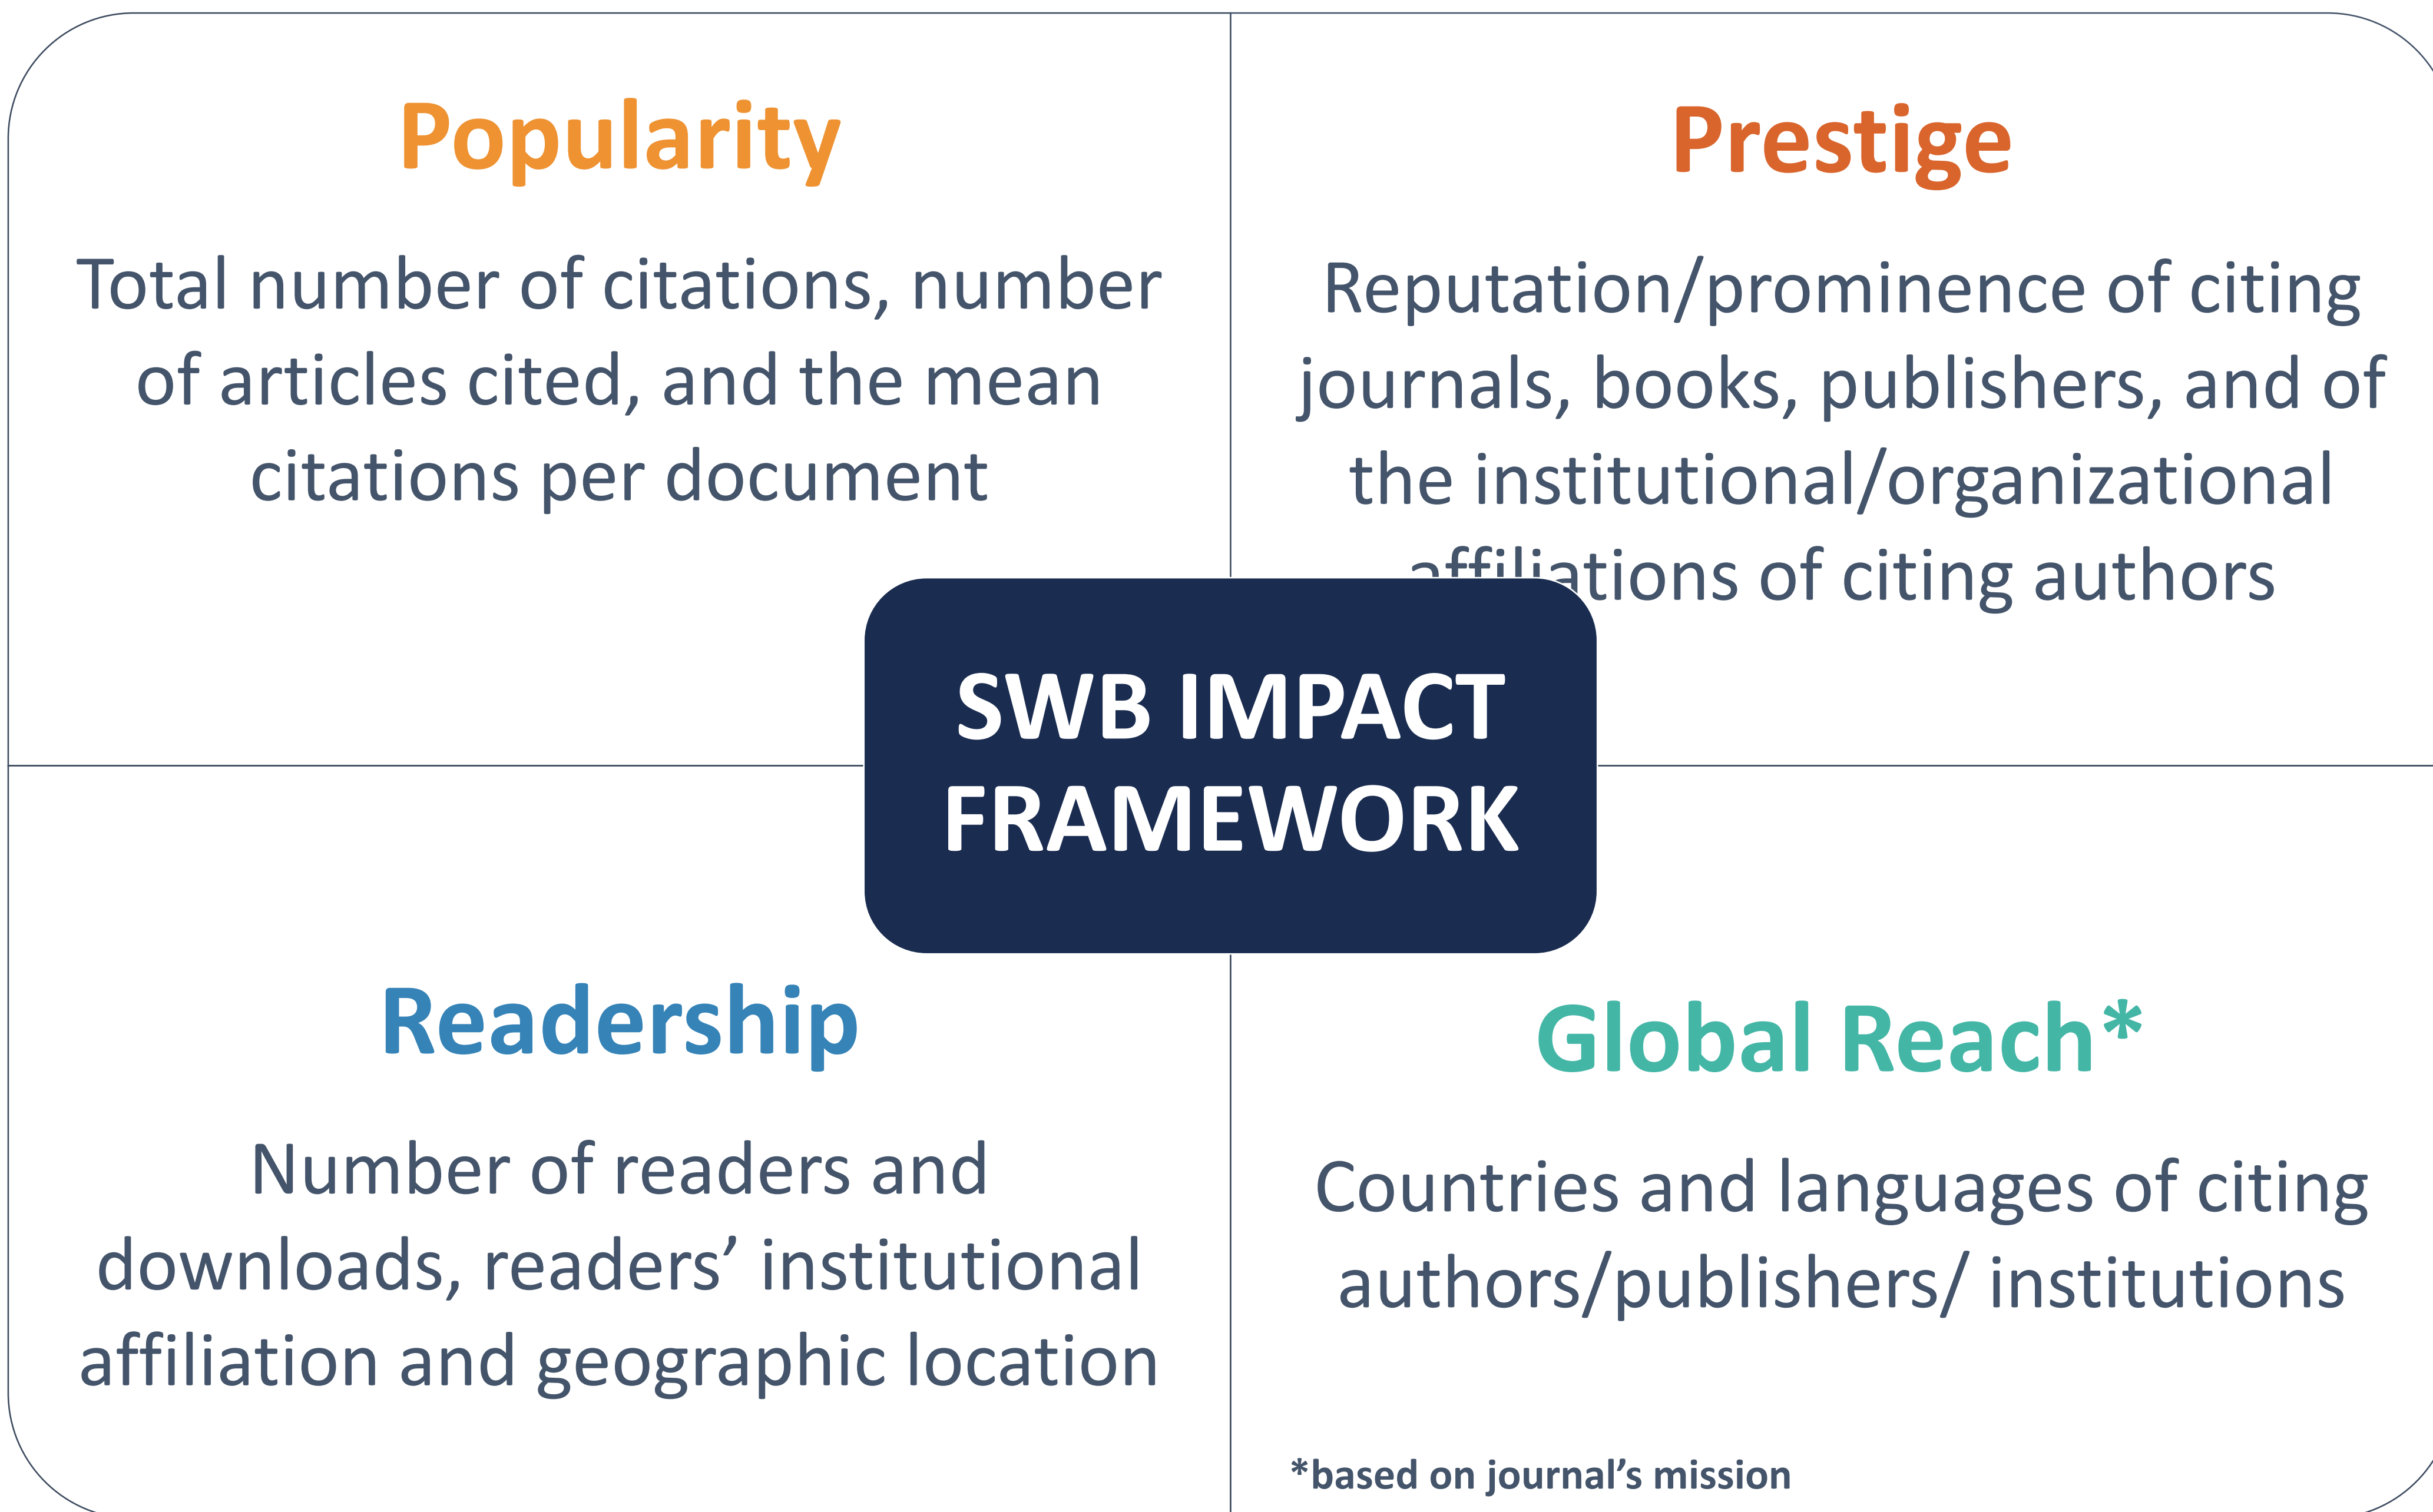 Popularity
Total number of citations, number
of articles cited, and the mean
citations per document
Prestige
Reputation/prominence of citing
journals, books, publishers, and of
the institutional/organizational
affiliations of citing authors
SWB IMPACT
FRAMEWORK
Readership
Number of readers and
downloads, readers’ institutional
affiliation and geographic location
Global Reach*
Countries and languages of citing
authors/publishers/ institutions
*based on journal’s mission